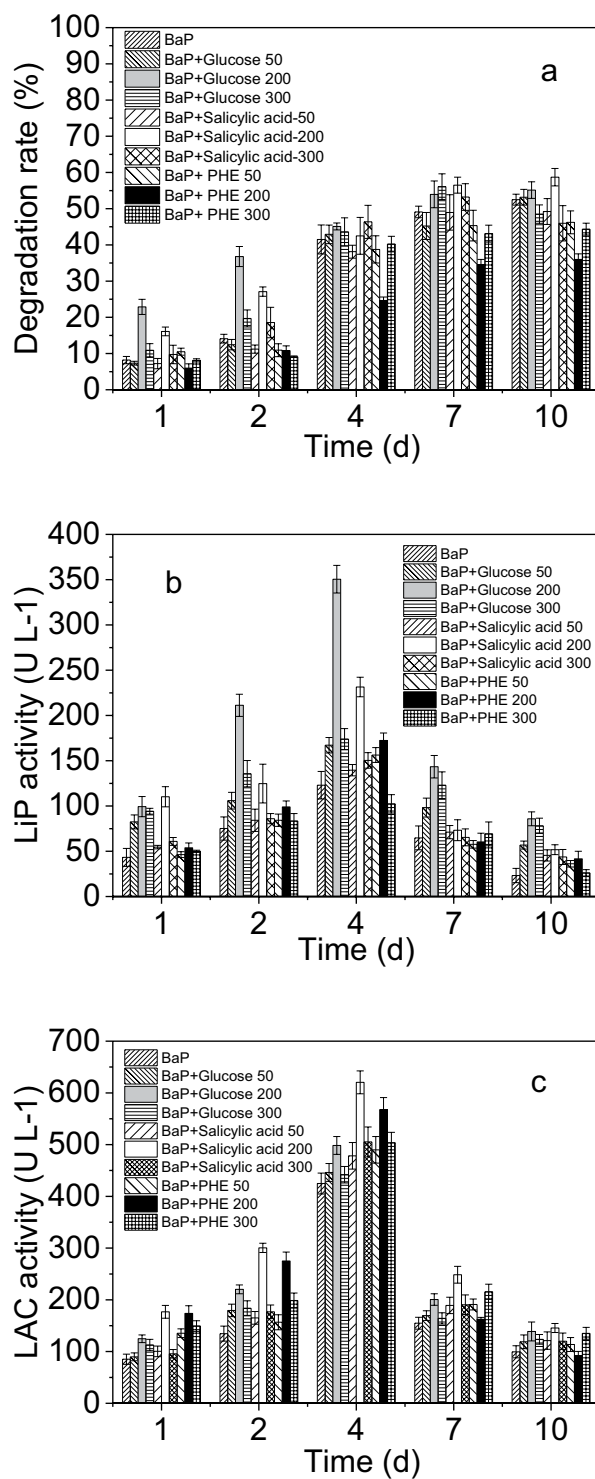 100
90
80
70
60
50
40
30
20
10
0
Degradation rate (%)
BaP
BaP+Glucose 50
BaP+Glucose 200
BaP+Glucose 300
BaP+Salicylic acid-50
BaP+Salicylic acid-200
BaP+Salicylic acid-300
BaP+ PHE 50
BaP+ PHE 200
BaP+ PHE 300
a
1 2 4 7 10
Time (d)
400
350
300
250
200
150
100
50
0
LiP activity (U L-1)
b
BaP
BaP+Glucose 50
BaP+Glucose 200
BaP+Glucose 300
BaP+Salicylic acid 50
BaP+Salicylic acid 200
BaP+Salicylic acid 300
BaP+PHE 50
BaP+PHE 200
BaP+PHE 300
1 2 4 7 10
Time (d)
700
600
500
400
300
200
100
0
LAC activity (U L-1)
BaP
BaP+Glucose 50
BaP+Glucose 200
BaP+Glucose 300
BaP+Salicylic acid 50
BaP+Salicylic acid 200
BaP+Salicylic acid 300
BaP+PHE 50
BaP+PHE 200
BaP+PHE 300
c
1 2 4 7 10
Time (d)